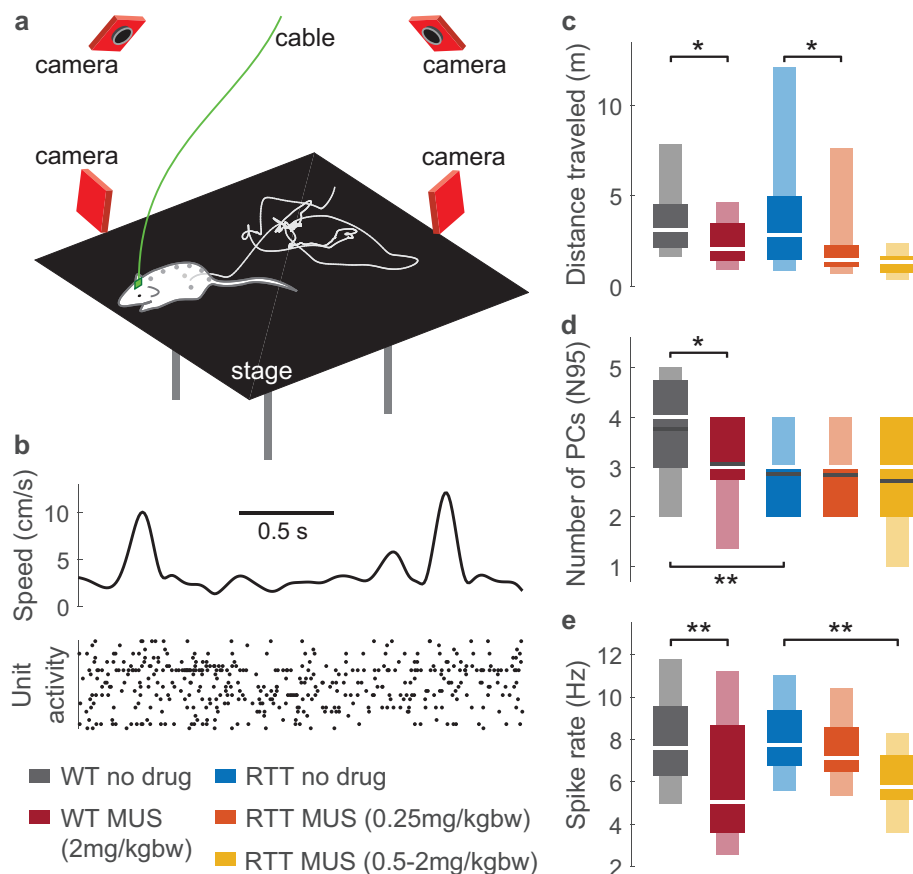 a
camera
cable
camera
camera
camera
stage
b
Speed (cm/s)
10
5
0
0.5 s
Unit
activity
WT no drug
RTT no drug
WT MUS
(2mg/kgbw)
RTT MUS (0.25mg/kgbw)
RTT MUS (0.5-2mg/kgbw)
c
Distance traveled (m)
10
5
0
*
*
d
Number of PCs (N95)
5
4
3
2
1
*
**
e
Spike rate (Hz)
12
10
8
6
4
2
**
**